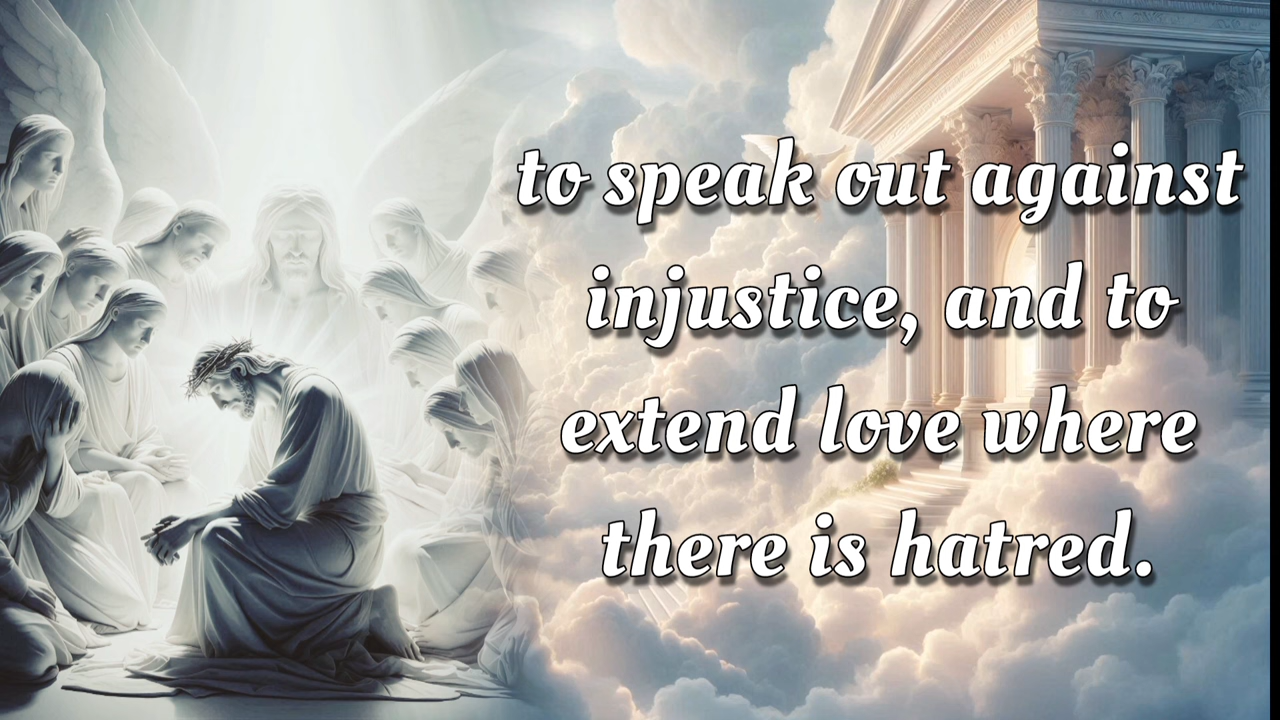 to speak out against
injustice, and to
extend love where
there is hatred.